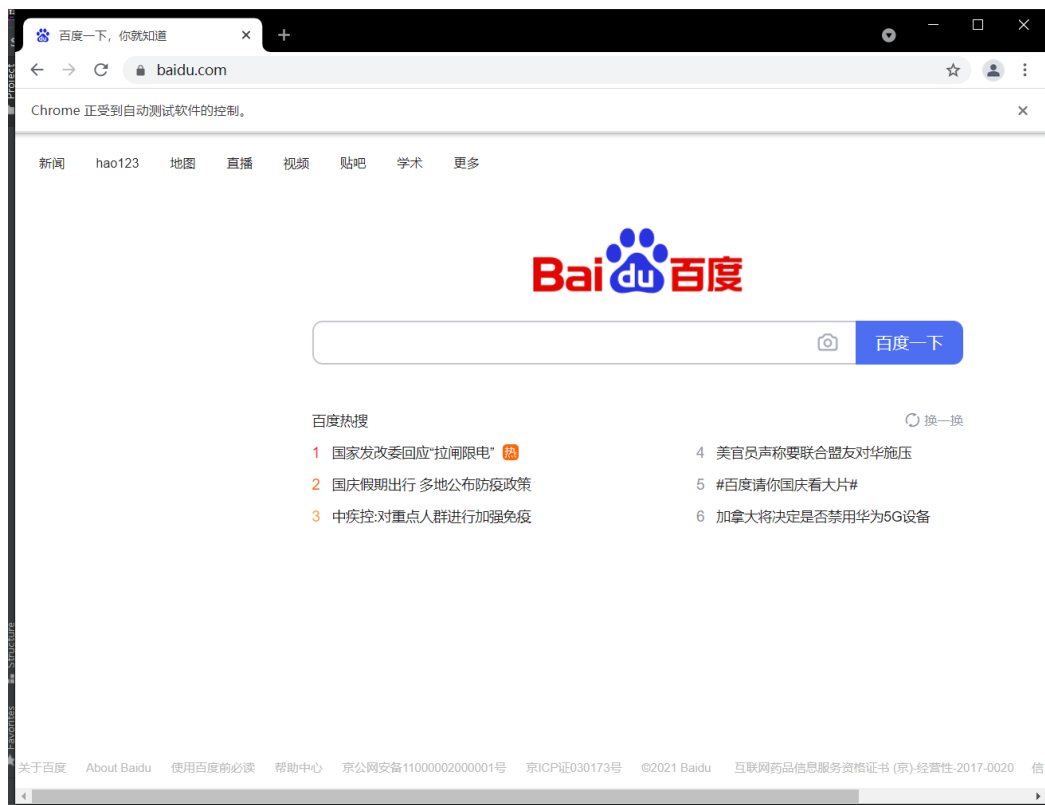 百度一下，你就知道
baidu.com
Chrome 正受到自动测试软件的控制。
新闻 hao123 地图 直播 视频 贴吧 学术 更多
Bai du 百度
百度一下
百度热搜 换一换
1 国家发改委回应“拉闸限电” 热 4 美官员声称要联合盟友对华施压
2 国庆假期出行 多地公布防疫政策 5 #百度请你国庆看大片#
3 中疾控:对重点人群进行加强免疫 6 加拿大将决定是否禁用华为5G设备
Project
Structure
Favorites
关于百度 About Baidu 使用百度前必读 帮助中心 京公网安备11000002000001号 京ICP证030173号 ©2021 Baidu 互联网药品信息服务资格证书 (京)-经营性-2017-0020 信